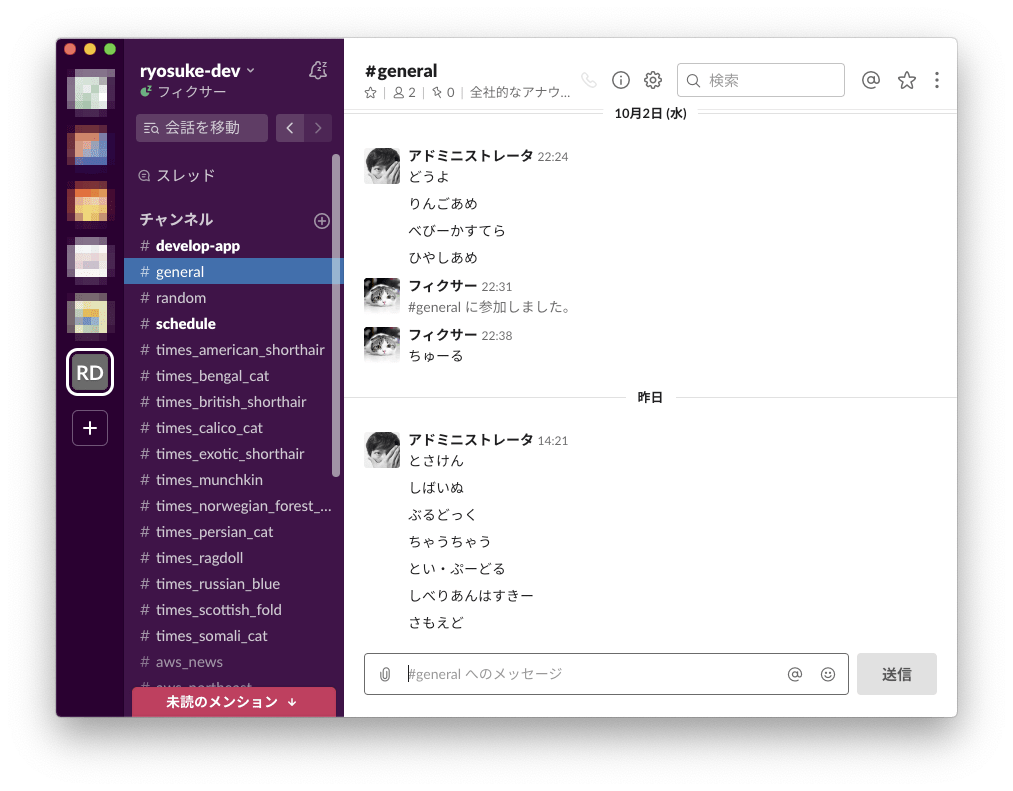 ryosuke-dev
フィクサー
会話を移動
スレッド
チャンネル
# develop-app
# general
# random
# schedule
# times_american_shorthair
# times_bengal_cat
# times_british_shorthair
# times_calico_cat
# times_exotic_shorthair
# times_munchkin
# times_norwegian_forest_...
# times_persian_cat
# times_ragdoll
# times_russian_blue
# times_scottish_fold
# times_somali_cat
# aws_news
# aws_northeast
未読のメンション ↓
RD
+
#general
2 | 0 | 全社的なアナウ...
検索
10月2日 (水)
アドミニストレータ 22:24
どうよ
りんごあめ
べびーかすてら
ひやしあめ
フィクサー 22:31
#general に参加しました。
フィクサー 22:38
ちゅーる
昨日
アドミニストレータ 14:21
とさけん
しばいぬ
ぶるどっく
ちゃうちゃう
とい・ぷーどる
しべりあんはすきー
さもえど
#general へのメッセージ
送信